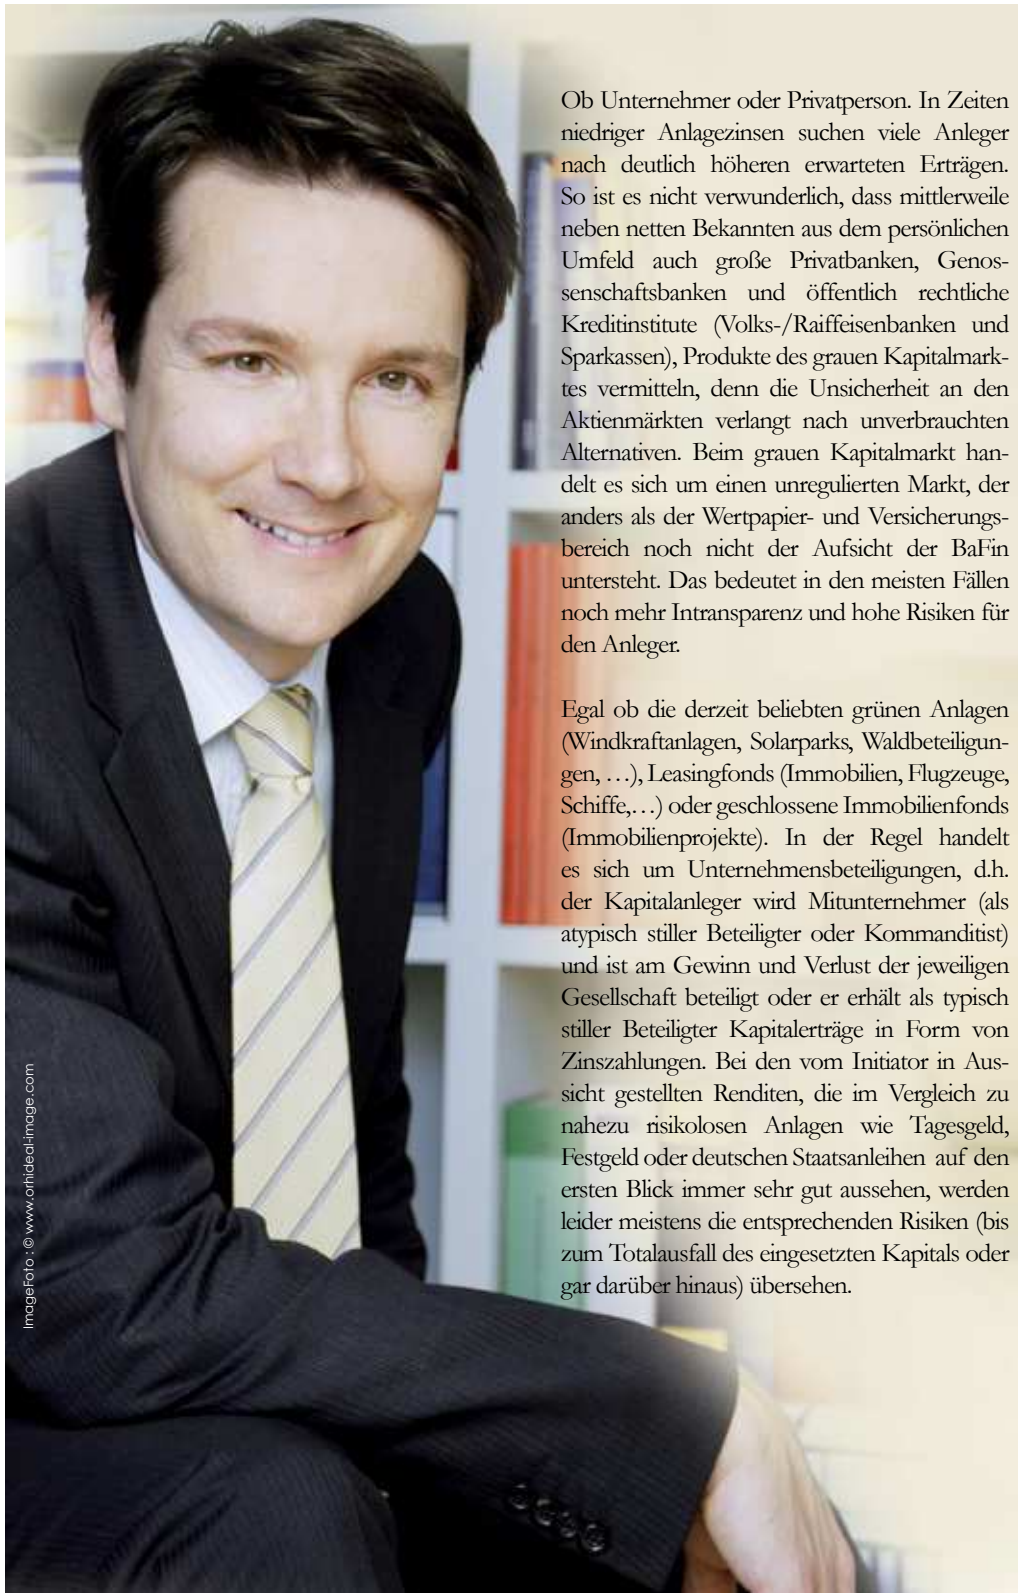 Ob Unternehmer oder Privatperson. In Zeiten
niedriger Anlagezinsen suchen viele Anleger
nach deutlich höheren erwarteten Erträgen.
So ist es nicht verwunderlich, dass mittlerweile
neben netten Bekannten aus dem persönlichen
Umfeld auch große Privatbanken, Genos-
senschaftsbanken und öffentlich rechtliche
Kreditinstitute (Volks-/Raiffeisenbanken und
Sparkassen), Produkte des grauen Kapitalmark-
tes vermitteln, denn die Unsicherheit an den
Aktienmärkten verlangt nach unverbrauchten
Alternativen. Beim grauen Kapitalmarkt han-
delt es sich um einen unregulierten Markt, der
anders als der Wertpapier- und Versicherungs-
bereich noch nicht der Aufsicht der BaFin
untersteht. Das bedeutet in den meisten Fällen
noch mehr Intransparenz und hohe Risiken für
den Anleger.
Egal ob die derzeit beliebten grünen Anlagen
(Windkraftanlagen, Solarparks, Waldbeteiligun-
gen, …), Leasingfonds (Immobilien, Flugzeuge,
Schiffe,…) oder geschlossene Immobilienfonds
(Immobilienprojekte). In der Regel handelt
es sich um Unternehmensbeteiligungen, d.h.
der Kapitalanleger wird Mitunternehmer (als
atypisch stiller Beteiligter oder Kommanditist)
und ist am Gewinn und Verlust der jeweiligen
Gesellschaft beteiligt oder er erhält als typisch
stiller Beteiligter Kapitalerträge in Form von
Zinszahlungen. Bei den vom Initiator in Aus-
sicht gestellten Renditen, die im Vergleich zu
nahezu risikolosen Anlagen wie Tagesgeld,
Festgeld oder deutschen Staatsanleihen auf den
ersten Blick immer sehr gut aussehen, werden
leider meistens die entsprechenden Risiken (bis
zum Totalausfall des eingesetzten Kapitals oder
gar darüber hinaus) übersehen.
ImageFoto : © www.orhideal-image.com